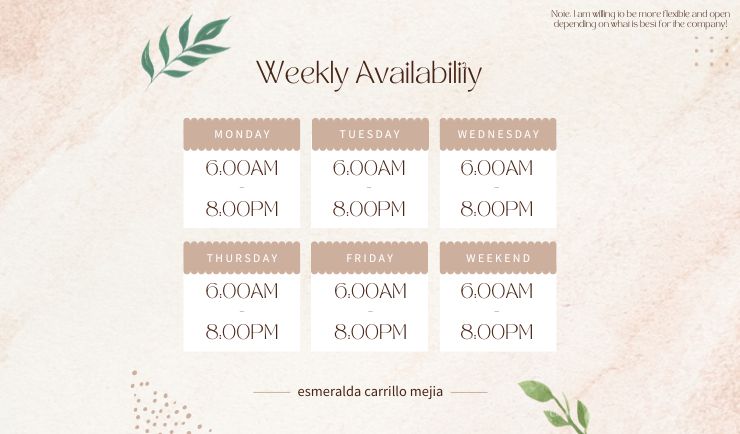 Note. I am willing to be more flexible and open
depending on what is best for the company!
Weekly Availability
MONDAY
6:00AM
-
8:00PM
TUESDAY
6:00AM
-
8:00PM
WEDNESDAY
6:00AM
-
8:00PM
THURSDAY
6:00AM
-
8:00PM
FRIDAY
6:00AM
-
8:00PM
WEEKEND
6:00AM
-
8:00PM
esmeralda carrillo mejia